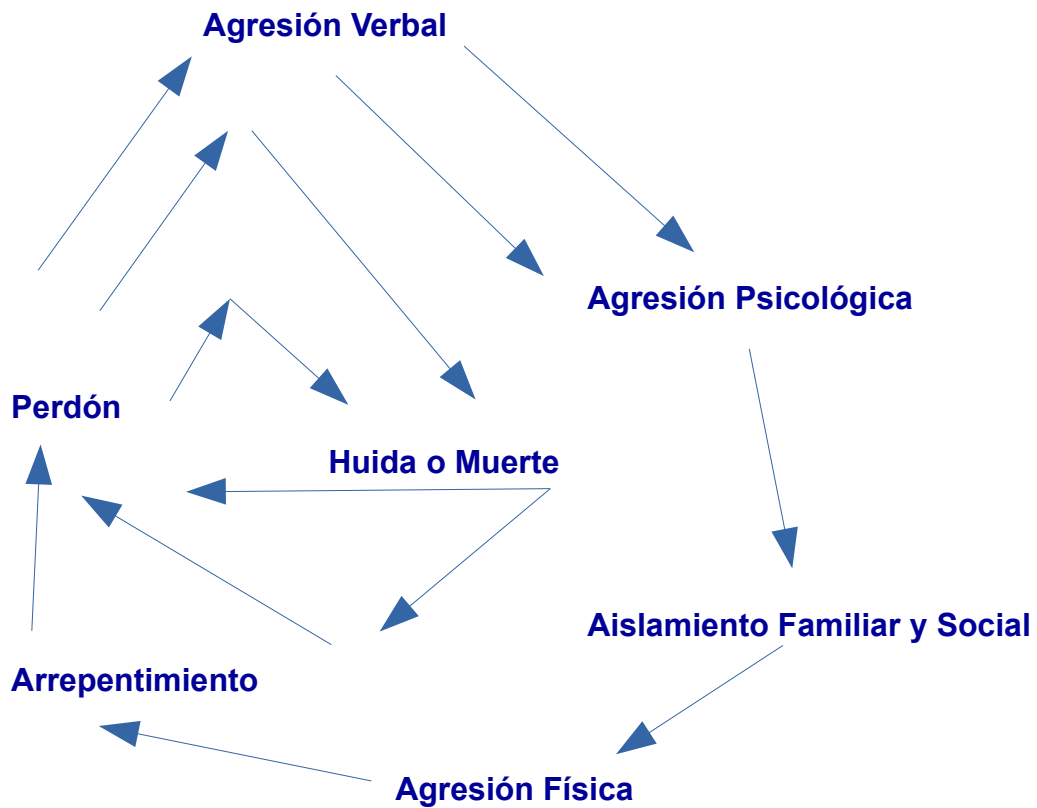 Agresión Verbal
Agresión Psicológica
Perdón
Huida o Muerte
Aislamiento Familiar y Social
Arrepentimiento
Agresión Física